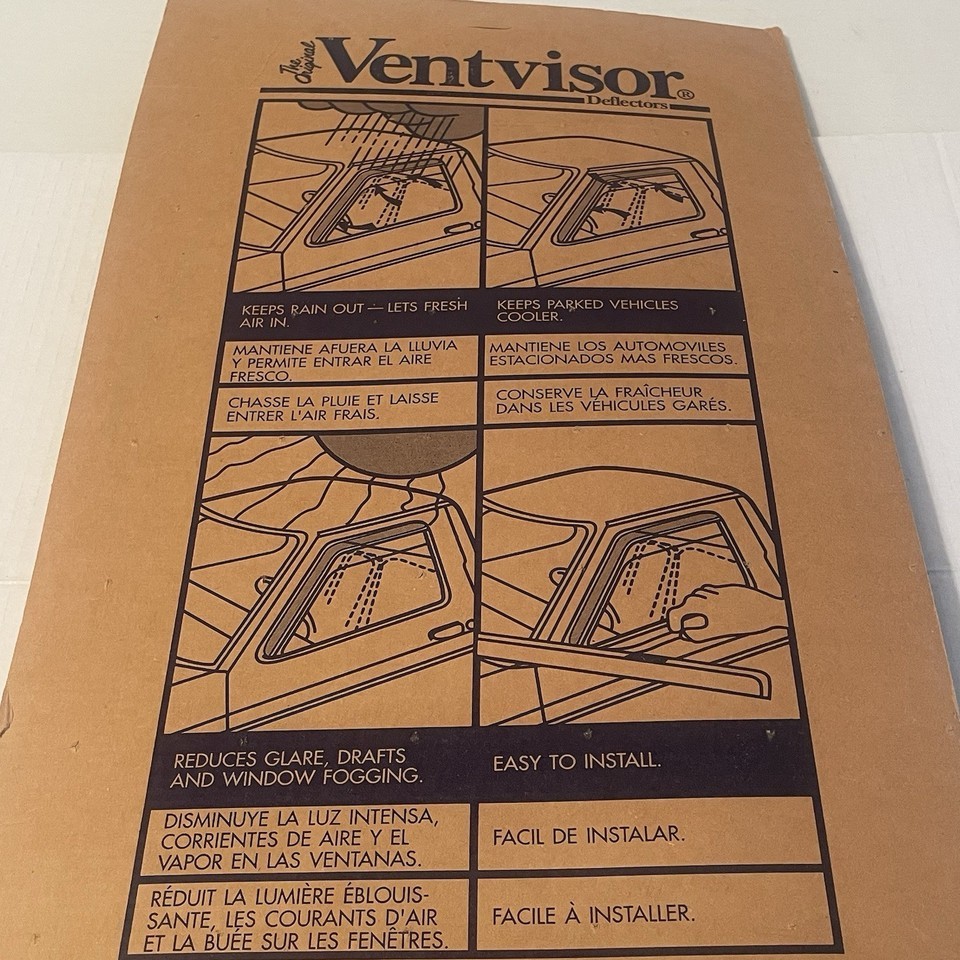 The Original
Ventvisor®
Deflectors
KEEPS RAIN OUT — LETS FRESH
AIR IN.
MANTIENE AFUERA LA LLUVIA
Y PERMITE ENTRAR EL AIRE
FRESCO.
CHASSE LA PLUIE ET LAISSE
ENTRER L'AIR FRAIS.
KEEPS PARKED VEHICLES
COOLER.
MANTIENE LOS AUTOMOVILES
ESTACIONADOS MAS FRESCOS.
CONSERVE LA FRAÎCHEUR
DANS LES VÉHICULES GARÉS.
REDUCES GLARE, DRAFTS
AND WINDOW FOGGING.
DISMINUYE LA LUZ INTENSA,
CORRIENTES DE AIRE Y EL
VAPOR EN LAS VENTANAS.
RÉDUIT LA LUMIÈRE ÉBLOUIS-
SANTE, LES COURANTS D'AIR
ET LA BUÉE SUR LES FENÊTRES.
EASY TO INSTALL.
FACIL DE INSTALAR.
FACILE À INSTALLER.